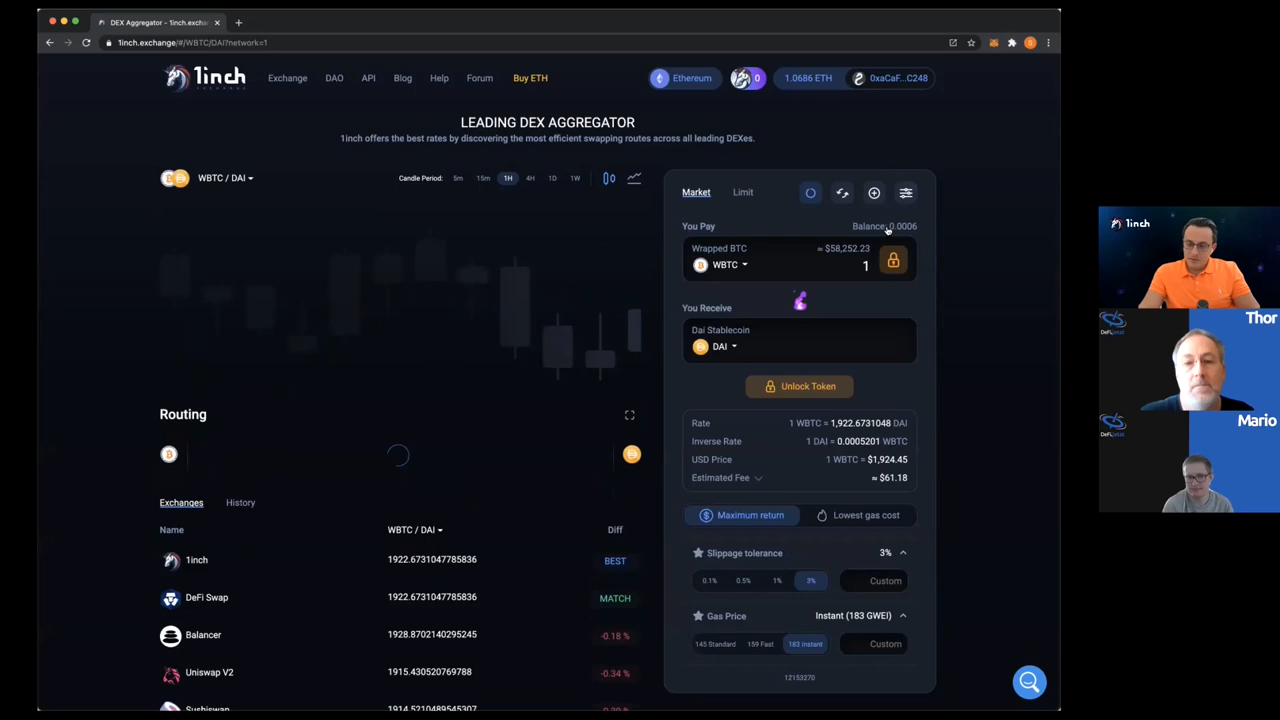 DEX Aggregator - 1inch.exchan
1inch.exchange/#/WBTC/DAI?network=1
1inch
EXCHANGE
Exchange DAO API Blog Help Forum Buy ETH
Ethereum 0 1.0686 ETH 0xaCaF...C248
LEADING DEX AGGREGATOR
1inch offers the best rates by discovering the most efficient swapping routes across all leading DEXes.
WBTC / DAI Candle Period: 5m 15m 1H 4H 1D 1W
Market Limit
You Pay Balance: 0.0006
Wrapped BTC ≈ $58,252.23
WBTC 1
You Receive
Dai Stablecoin
DAI
Unlock Token
Rate 1 WBTC = 1,922.6731048 DAI
Inverse Rate 1 DAI = 0.0005201 WBTC
USD Price 1 WBTC = $1,924.45
Estimated Fee ≈ $61.18
Maximum return Lowest gas cost
Slippage tolerance 3%
0.1% 0.5% 1% 3% Custom
Gas Price Instant (183 GWEI)
145 Standard 159 Fast 183 Instant Custom
12153270
Routing
Exchanges History
Name WBTC / DAI Diff
1inch 1922.6731047785836 BEST
DeFi Swap 1922.6731047785836 MATCH
Balancer 1928.8702140295245 -0.18 %
Uniswap V2 1915.430520769788 -0.34 %
Sushiswap 1914.5210489545307
1inch
Thor
Mario